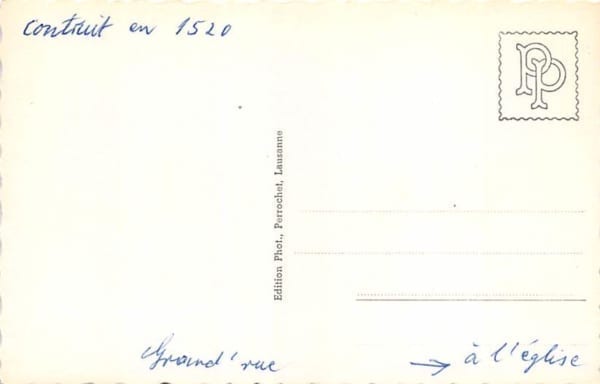 contruit en 1520
PP
Edition Phot., Perrochet, Lausanne
Grand'rue → à l'église